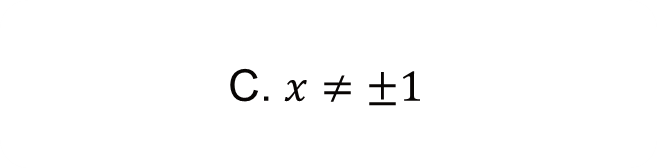 C. x ≠ ±1